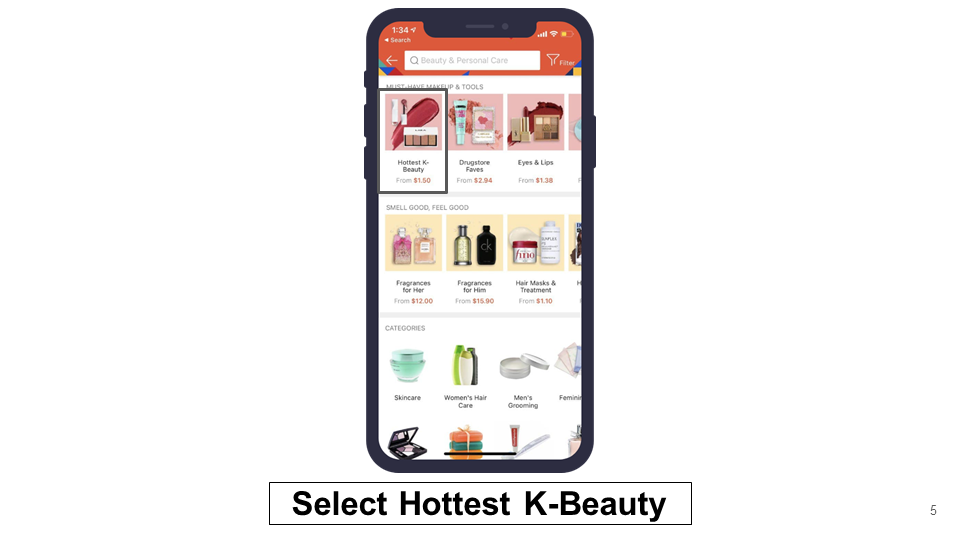 1:34
Search
Beauty & Personal Care
Filter
MUST-HAVE MAKEUP & TOOLS
Hottest K-
Beauty
From $1.50
Drugstore
Faves
From $2.94
Eyes & Lips
From $1.38
F
SMELL GOOD, FEEL GOOD
ck
fino
Fragrances
for Her
From $12.00
Fragrances
for Him
From $15.90
Hair Masks &
Treatment
From $1.10
H
F
CATEGORIES
Skincare
Women's Hair
Care
Men's
Grooming
Feminin
Select Hottest K-Beauty
5